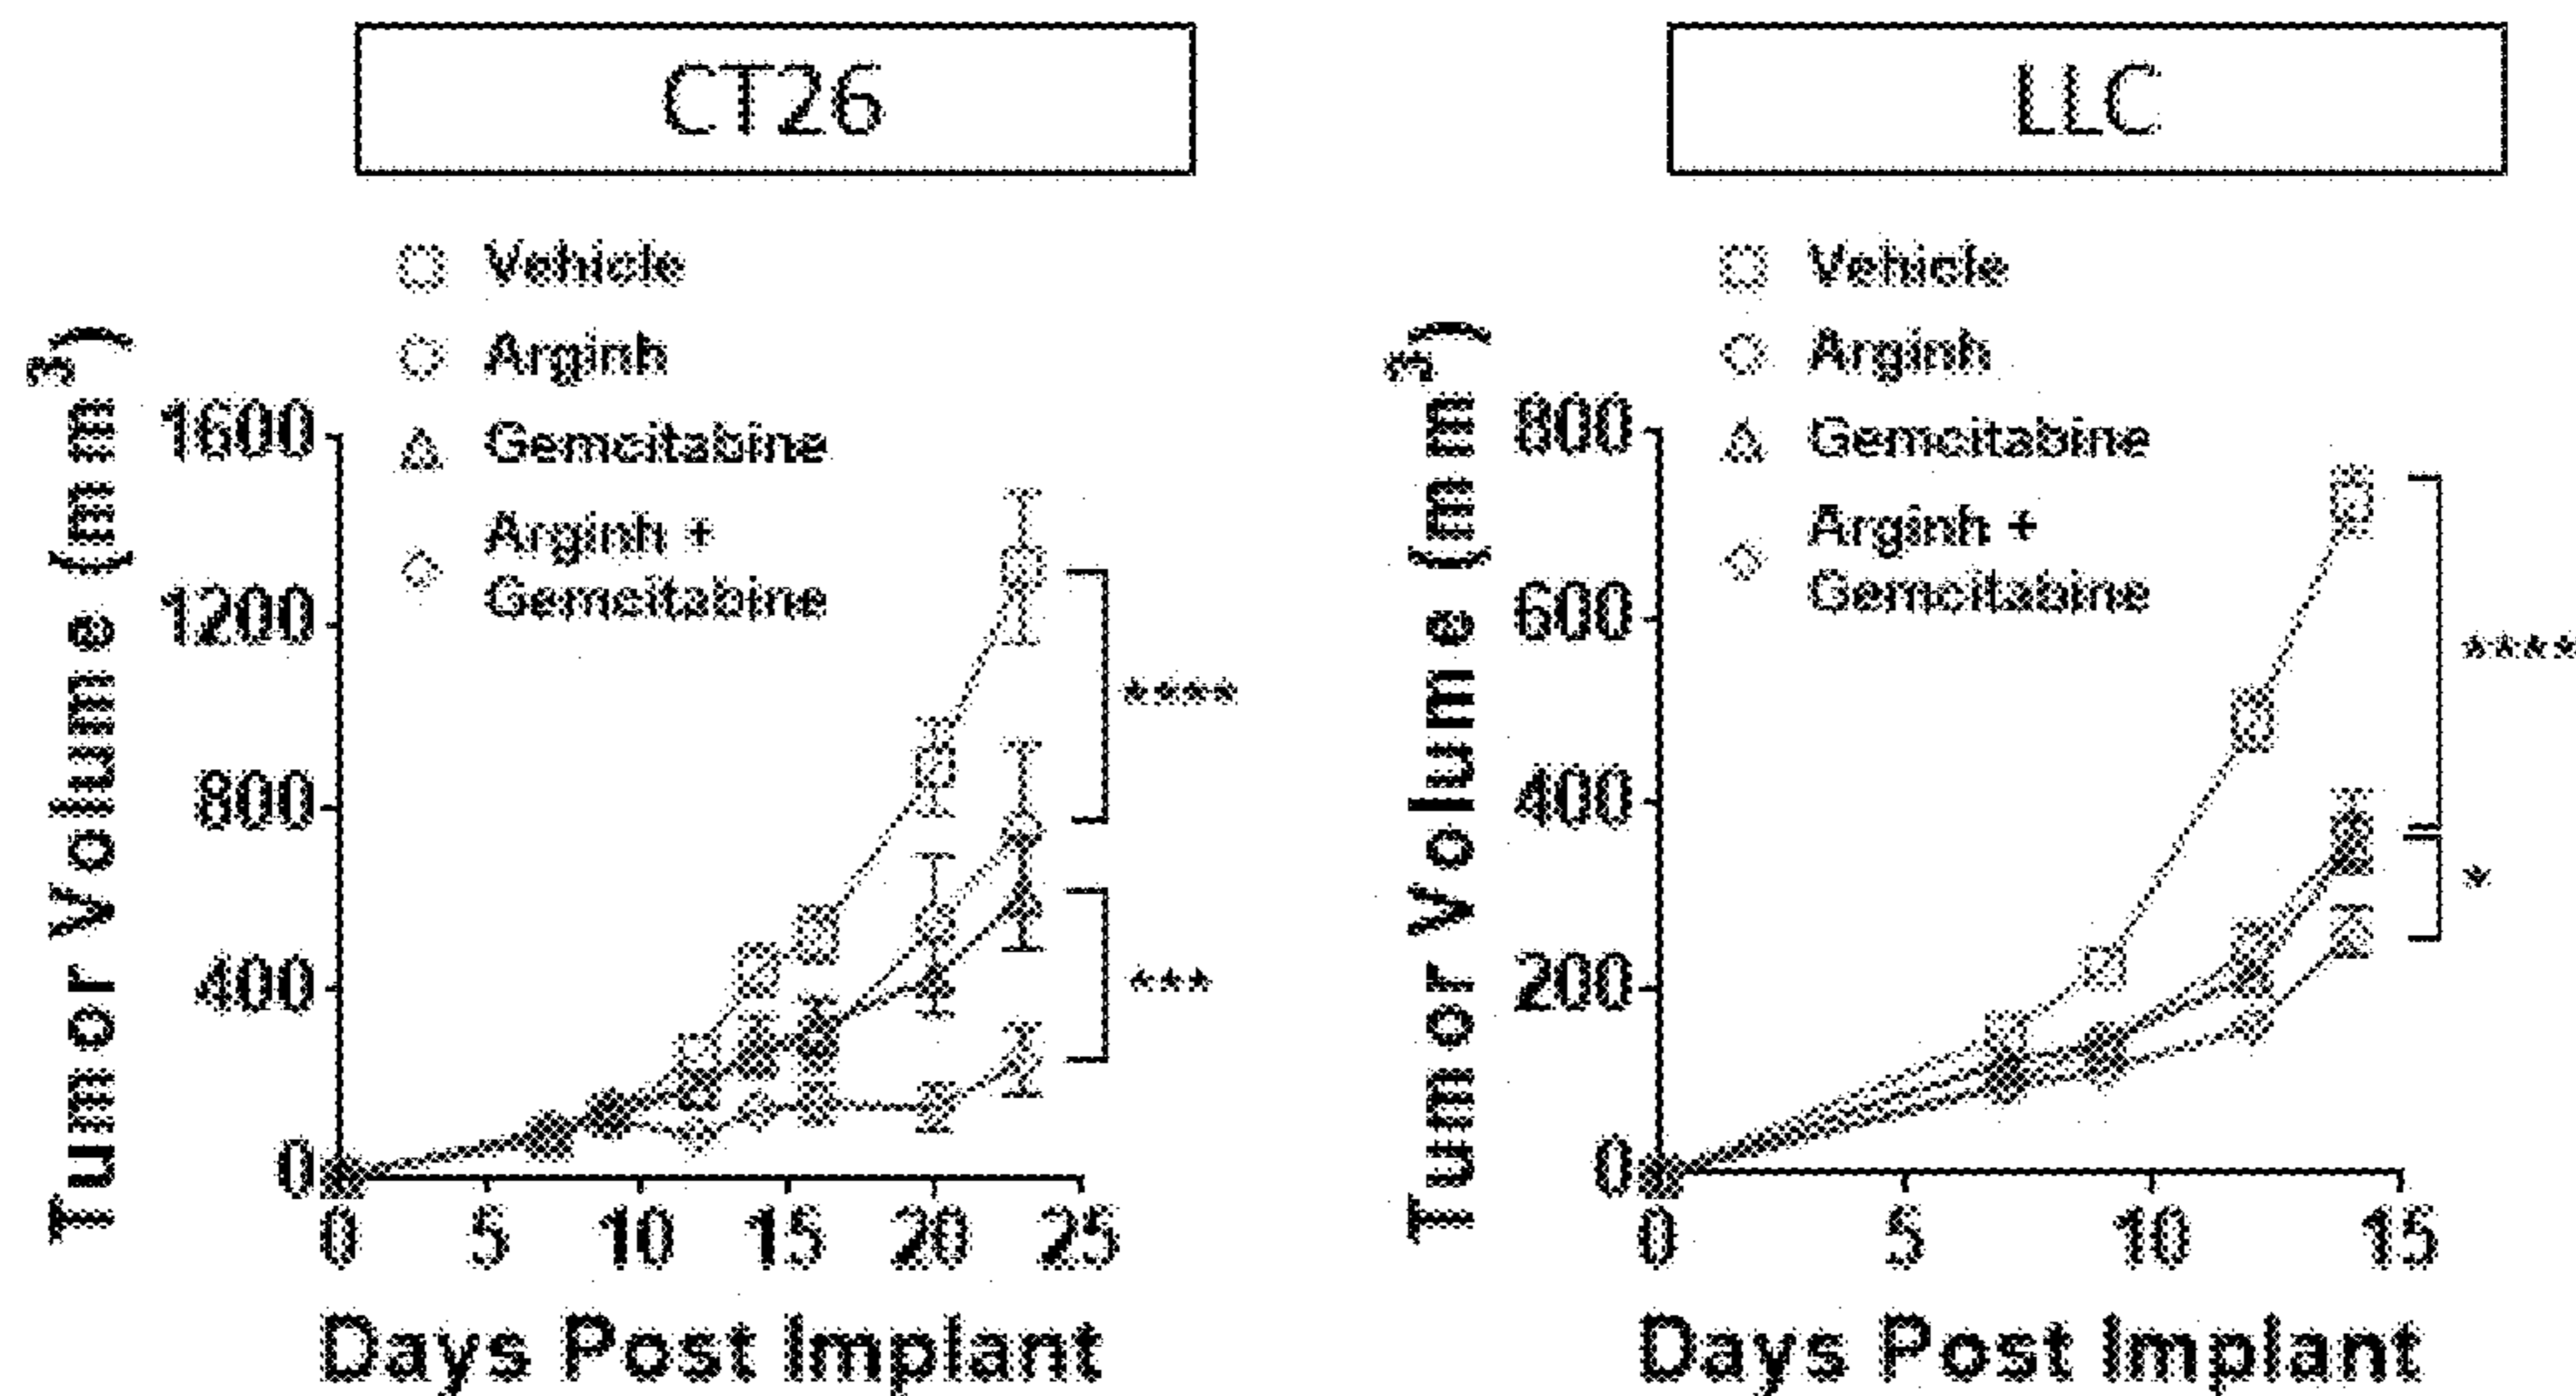 CT26
Vehicle
Arginh
Gemcitabine
Arginh +
Gemcitabine
Tumor Volume (mm3)
1600
1200
800
400
0
0 5 10 15 20 25
Days Post Implant
****
***
LLC
Vehicle
Arginh
Gemcitabine
Arginh +
Gemcitabine
Tumor Volume (mm3)
800
600
400
200
0
0 5 10 15
Days Post Implant
****
*